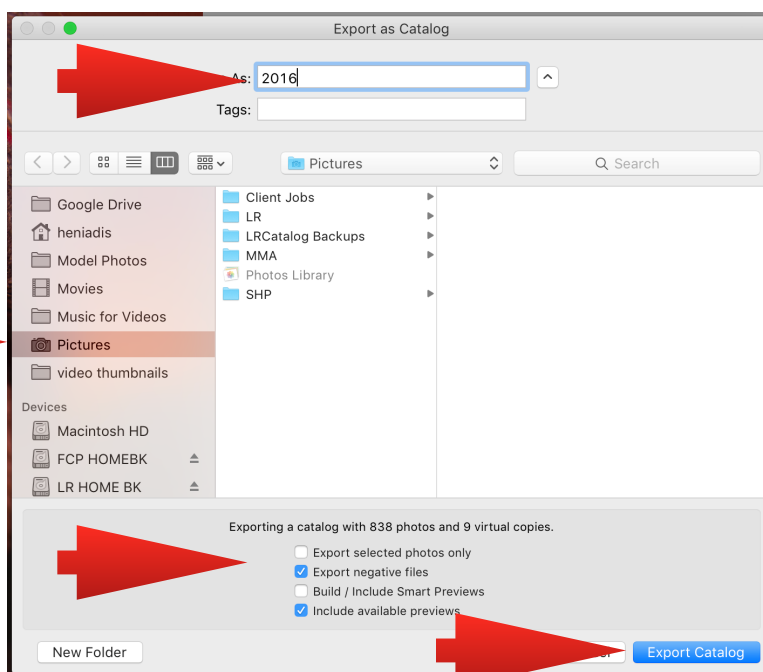 Export as Catalog
As: 2016
Tags:
Pictures
Search
Google Drive
heniadis
Model Photos
Movies
Music for Videos
Pictures
video thumbnails
Devices
Macintosh HD
FCP HOMEBK
LR HOME BK
Client Jobs
LR
LRCatalog Backups
MMA
Photos Library
SHP
Exporting a catalog with 838 photos and 9 virtual copies.
Export selected photos only
Export negative files
Build / Include Smart Previews
Include available previews
New Folder
Export Catalog